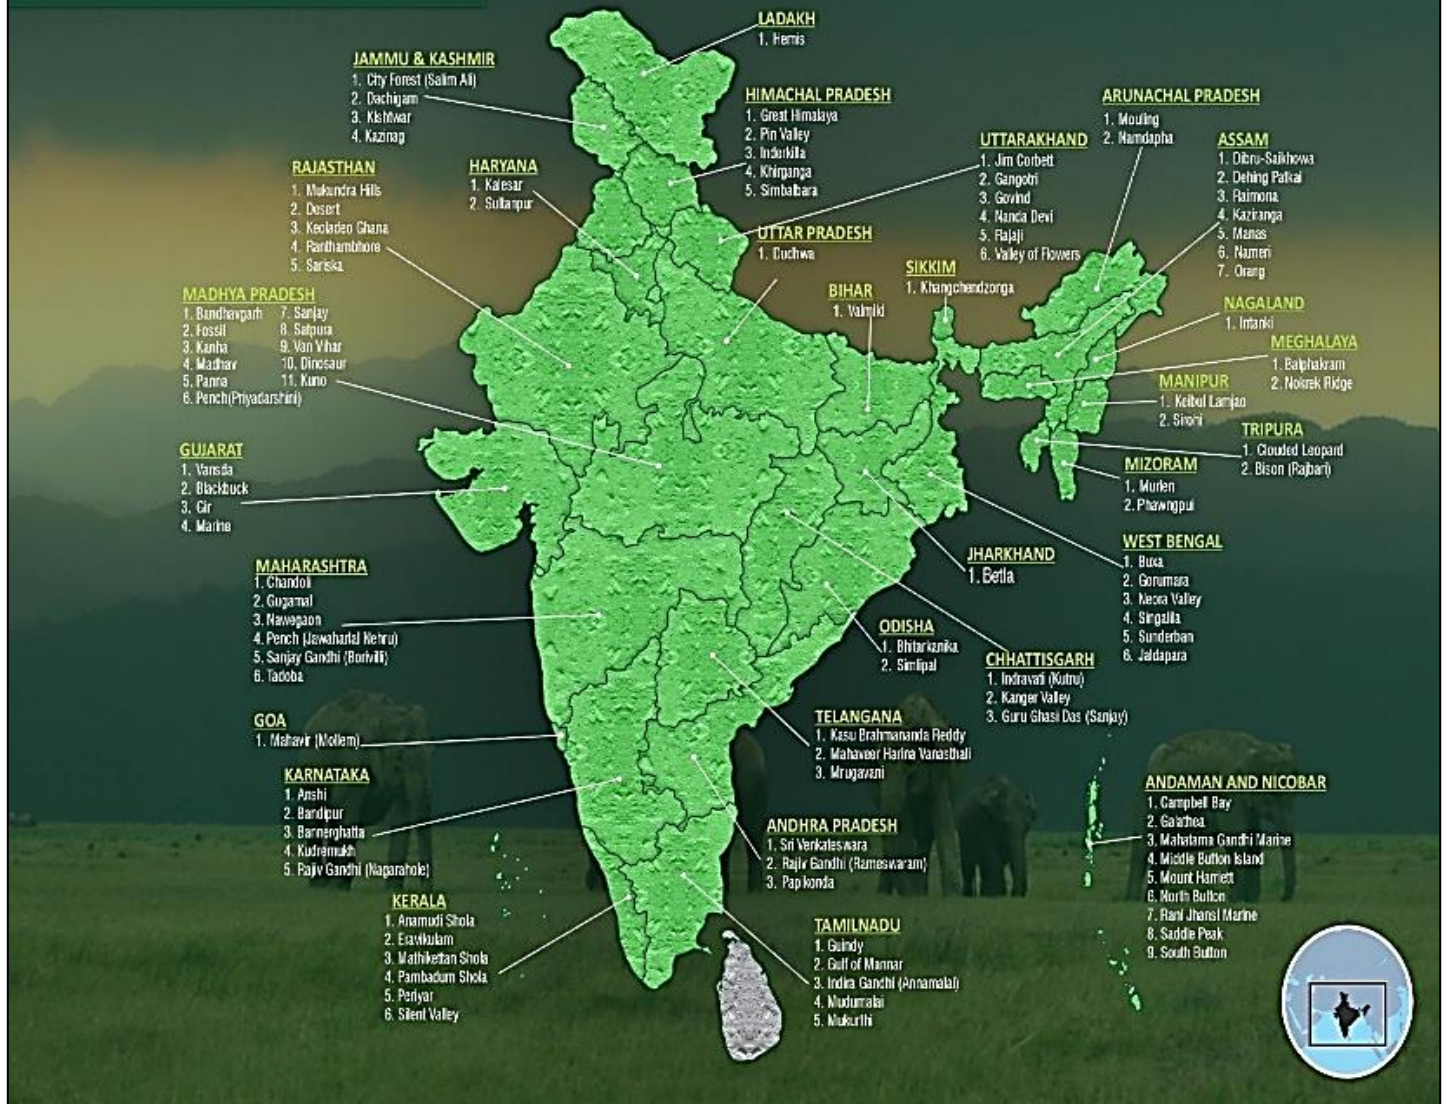 LADAKH
1. Hemis
JAMMU & KASHMIR
1. City Forest (Salim Ali)
2. Dachigam
3. Kishtwar
4. Kazinag
HIMACHAL PRADESH
1. Great Himalaya
2. Pin Valley
3. Inderkilla
4. Khirganga
5. Simbalbara
ARUNACHAL PRADESH
1. Mouling
2. Namdapha
UTTARAKHAND
1. Jim Corbett
2. Gangotri
3. Govind
4. Nanda Devi
5. Rajaji
6. Valley of Flowers
ASSAM
1. Dibru-Saikhowa
2. Dehing Patkai
3. Raimona
4. Kaziranga
5. Manas
6. Nameri
7. Orang
RAJASTHAN
1. Mukundra Hills
2. Desert
3. Keoladeo Ghana
4. Ranthambhore
5. Sariska
HARYANA
1. Kalesar
2. Sultanpur
UTTAR PRADESH
1. Dudhwa
SIKKIM
1. Khangchendzonga
BIHAR
1. Valmiki
MADHYA PRADESH
1. Bandhavgarh 7. Sanjay
2. Fossil 8. Satpura
3. Kanha 9. Van Vihar
4. Madhav 10. Dinosaur
5. Panna 11. Kuno
6. Pench(Priyadarshini)
NAGALAND
1. Intanki
MEGHALAYA
1. Balphakram
2. Nokrek Ridge
MANIPUR
1. Keibul Lamjao
2. Sirohi
TRIPURA
1. Clouded Leopard
2. Bison (Rajbari)
MIZORAM
1. Murlen
2. Phawngpui
GUJARAT
1. Vansda
2. Blackbuck
3. Gir
4. Marine
WEST BENGAL
1. Buxa
2. Gorumara
3. Neora Valley
4. Singalila
5. Sunderban
6. Jaldapara
JHARKHAND
1. Betla
MAHARASHTRA
1. Chandoli
2. Gugamal
3. Nawegaon
4. Pench (Jawaharlal Nehru)
5. Sanjay Gandhi (Borivilli)
6. Tadoba
ODISHA
1. Bhitarkanika
2. Simlipal
CHHATTISGARH
1. Indravati (Kutru)
2. Kanger Valley
3. Guru Ghasi Das (Sanjay)
GOA
1. Mahavir (Mollem)
TELANGANA
1. Kasu Brahmananda Reddy
2. Mahaveer Harina Vanasthali
3. Mrugavani
KARNATAKA
1. Anshi
2. Bandipur
3. Bannerghatta
4. Kudremukh
5. Rajiv Gandhi (Nagarahole)
ANDHRA PRADESH
1. Sri Venkateswara
2. Rajiv Gandhi (Rameswaram)
3. Papikonda
ANDAMAN AND NICOBAR
1. Campbell Bay
2. Galathea
3. Mahatama Gandhi Marine
4. Middle Button Island
5. Mount Harriett
6. North Button
7. Rani Jhansi Marine
8. Saddle Peak
9. South Button
KERALA
1. Anamudi Shola
2. Eravikulam
3. Mathikettan Shola
4. Pambadum Shola
5. Periyar
6. Silent Valley
TAMILNADU
1. Guindy
2. Gulf of Mannar
3. Indira Gandhi (Annamalai)
4. Mudumalai
5. Mukurthi